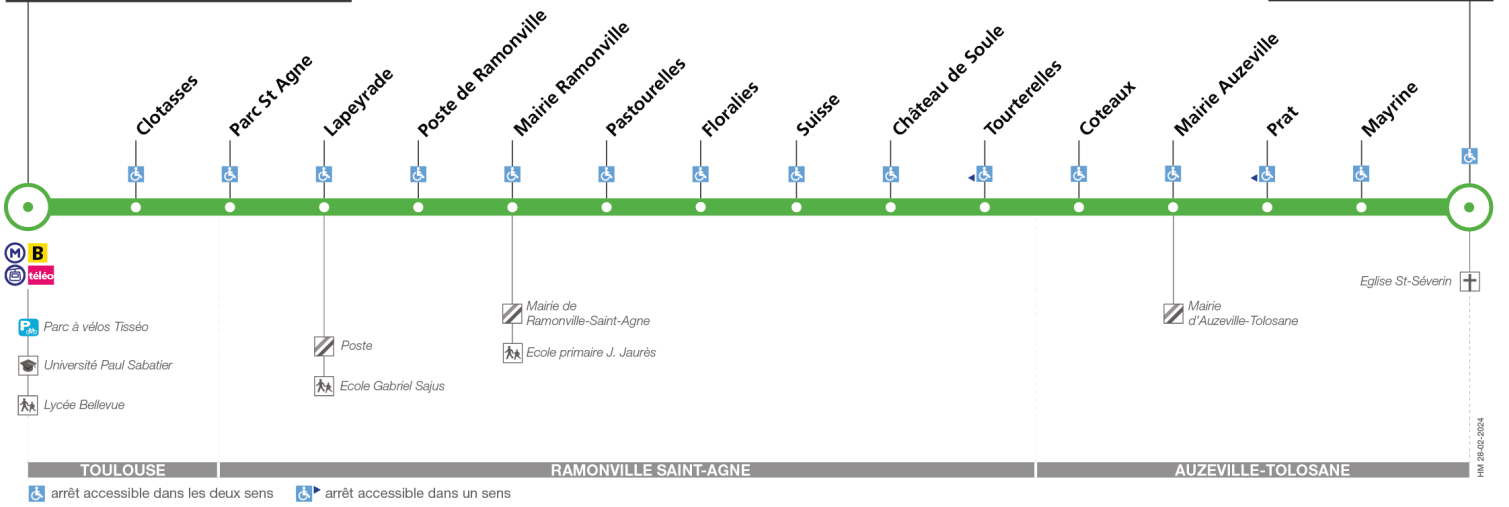 Clotasses
Parc St Agne
Lapeyrade
Poste de Ramonville
Mairie Ramonville
Pastourelles
Floralies
Suisse
Château de Soule
Tourterelles
Coteaux
Mairie Auzeville
Prat
Mayrine
M B
téléo
Parc à vélos Tisséo
Université Paul Sabatier
Lycée Bellevue
Poste
Ecole Gabriel Sajus
Mairie de
Ramonville-Saint-Agne
Ecole primaire J. Jaurès
Mairie
d'Auzeville-Tolosane
Eglise St-Séverin
HM 28-02-2024
TOULOUSE
RAMONVILLE SAINT-AGNE
AUZEVILLE-TOLOSANE
arrêt accessible dans les deux sens
arrêt accessible dans un sens